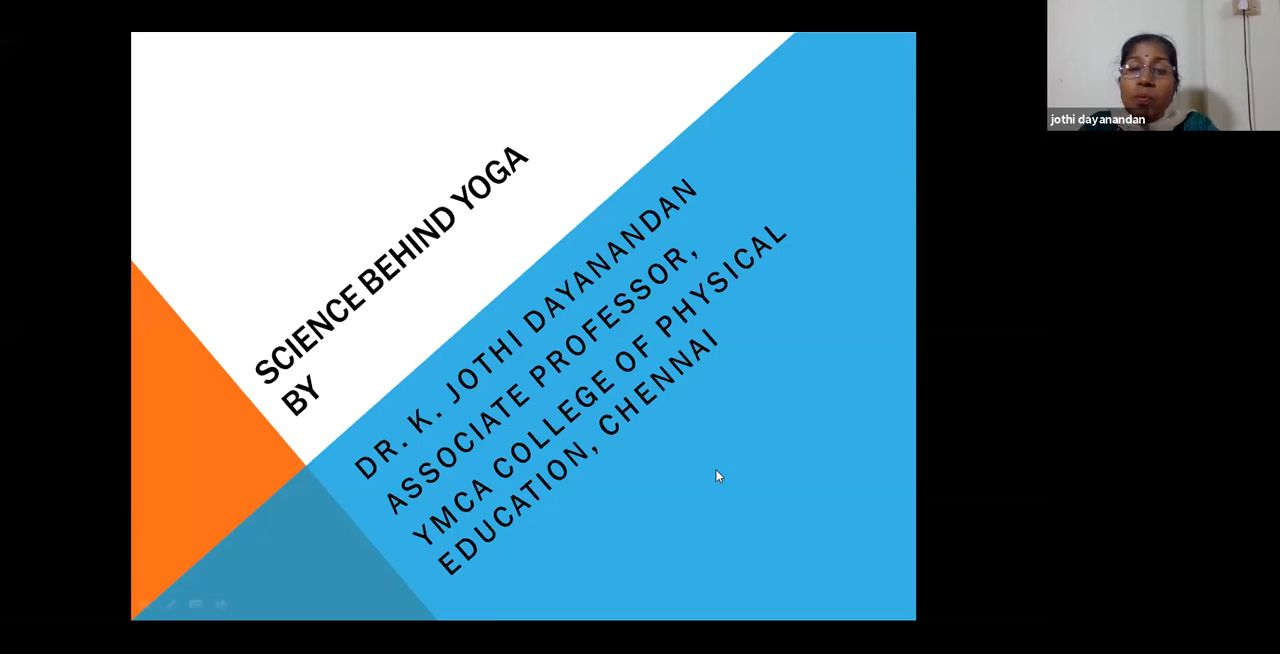 SCIENCE BEHIND YOGA
BY
DR. K. JOTHI DAYANANDAN
ASSOCIATE PROFESSOR,
YMCA COLLEGE OF PHYSICAL
EDUCATION, CHENNAI
jothi dayanandan